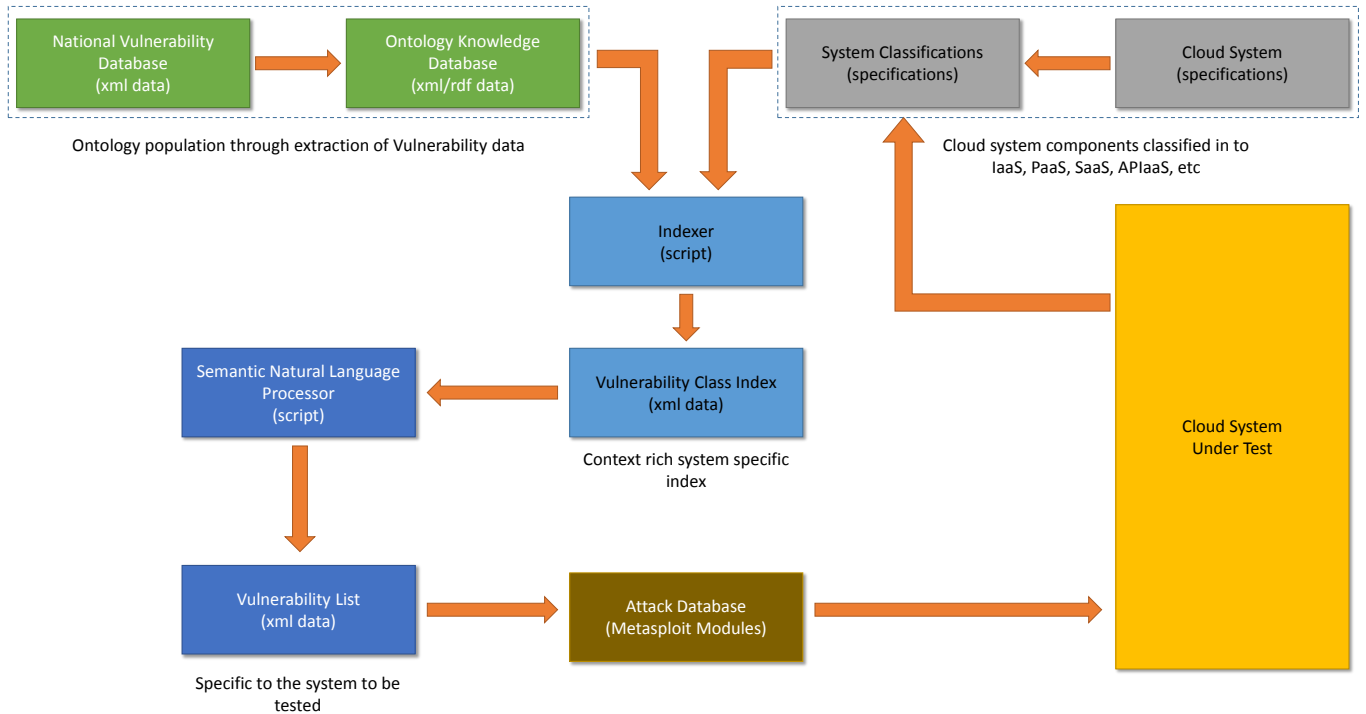 National Vulnerability
Database
(xml data)
Ontology Knowledge
Database
(xml/rdf data)
System Classifications
(specifications)
Cloud System
(specifications)
Ontology population through extraction of Vulnerability data
Cloud system components classified in to
IaaS, PaaS, SaaS, APIaaS, etc
Indexer
(script)
Semantic Natural Language
Processor
(script)
Vulnerability Class Index
(xml data)
Context rich system specific
index
Cloud System
Under Test
Vulnerability List
(xml data)
Attack Database
(Metasploit Modules)
Specific to the system to be
tested